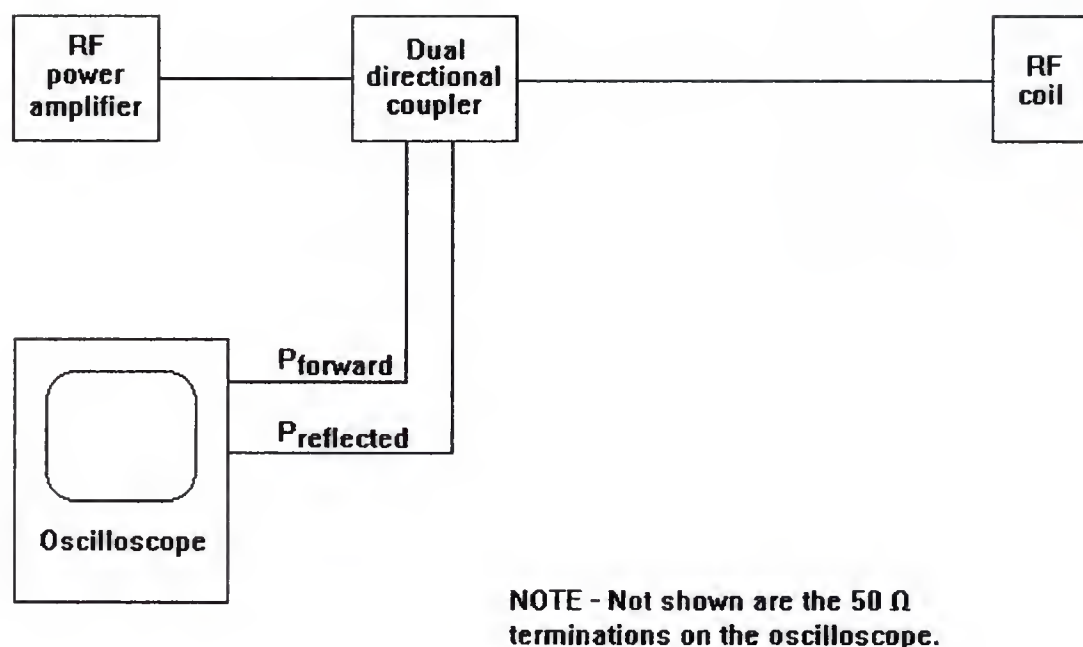 RF
power
amplifier
Dual
directional
coupler
RF
coil
Pforward
Preflected
Oscilloscope
NOTE - Not shown are the 50 Ω
terminations on the oscilloscope.